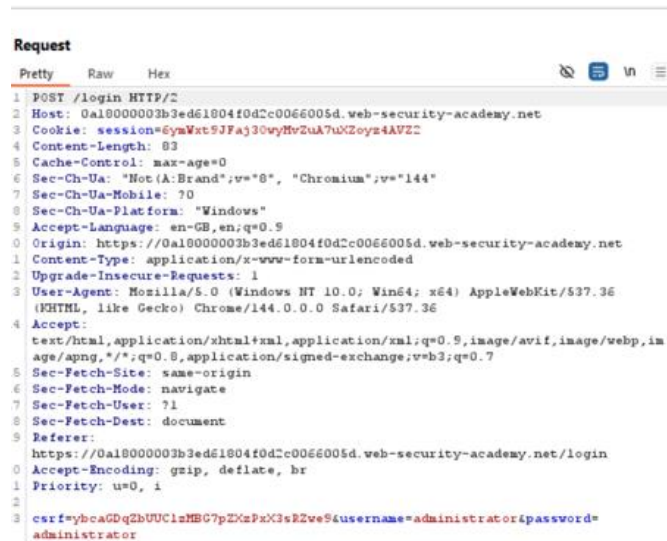 Request
Pretty Raw Hex \n
1 POST /login HTTP/2
2 Host: 0a18000003b3ed61804f0d2c0066005d.web-security-academy.net
3 Cookie: session=6ymWxt9JFaj30wyMvZuA7uXZoyz4AVZ2
4 Content-Length: 83
5 Cache-Control: max-age=0
6 Sec-Ch-Ua: "Not(A:Brand";v="8", "Chromium";v="144"
7 Sec-Ch-Ua-Mobile: ?0
8 Sec-Ch-Ua-Platform: "Windows"
9 Accept-Language: en-GB,en;q=0.9
0 Origin: https://0a18000003b3ed61804f0d2c0066005d.web-security-academy.net
1 Content-Type: application/x-www-form-urlencoded
2 Upgrade-Insecure-Requests: 1
3 User-Agent: Mozilla/5.0 (Windows NT 10.0; Win64; x64) AppleWebKit/537.36
(KHTML, like Gecko) Chrome/144.0.0.0 Safari/537.36
4 Accept:
text/html,application/xhtml+xml,application/xml;q=0.9,image/avif,image/webp,im
age/apng,*/*;q=0.8,application/signed-exchange;v=b3;q=0.7
5 Sec-Fetch-Site: same-origin
6 Sec-Fetch-Mode: navigate
7 Sec-Fetch-User: ?1
8 Sec-Fetch-Dest: document
9 Referer:
https://0a18000003b3ed61804f0d2c0066005d.web-security-academy.net/login
0 Accept-Encoding: gzip, deflate, br
1 Priority: u=0, i
2
3 csrf=ybcaGDqZbUUClzMBG7pZXzPxX3sRZwe9&username=administrator&password=
administrator